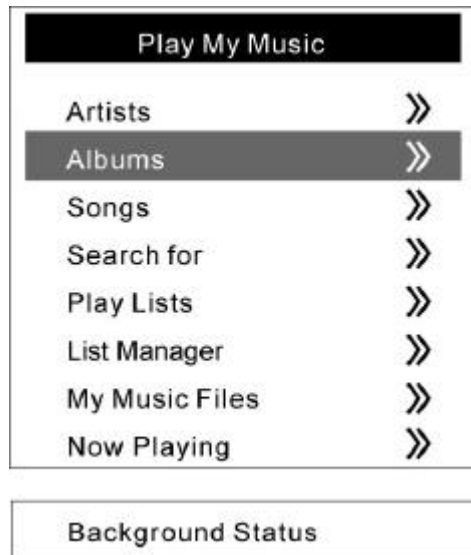 Play My Music
Artists
Albums
Songs
Search for
Play Lists
List Manager
My Music Files
Now Playing
Background Status